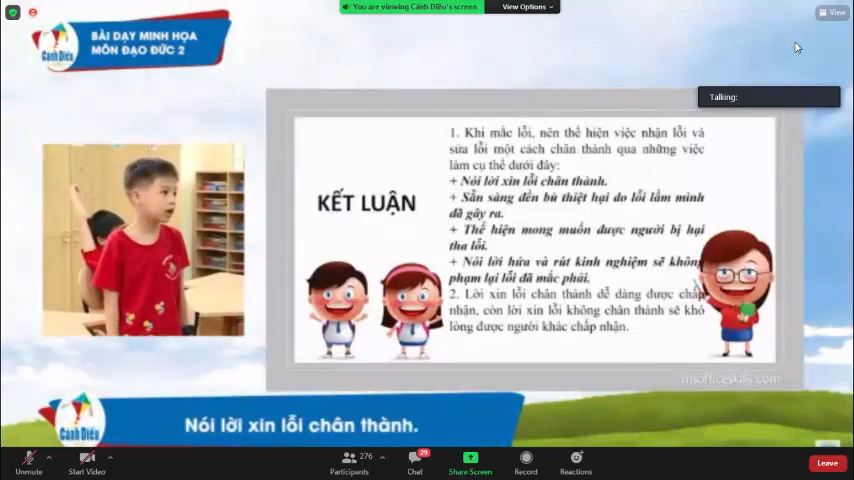 You are viewing Cánh Diều's screen
View Options
View
BÀI DẠY MINH HỌA
MÔN ĐẠO ĐỨC 2
Cánh Diều
Talking:
KẾT LUẬN
1. Khi mắc lỗi, nên thể hiện việc nhận lỗi và
sửa lỗi một cách chân thành qua những việc
làm cụ thể dưới đây:
+ Nói lời xin lỗi chân thành.
+ Sẵn sàng đền bù thiệt hại do lỗi lầm mình
đã gây ra.
+ Thể hiện mong muốn được người bị hại
tha lỗi.
+ Nói lời hứa và rút kinh nghiệm sẽ không
phạm lại lỗi đã mắc phải.
2. Lời xin lỗi chân thành dễ dàng được chấp
nhận, còn lời xin lỗi không chân thành sẽ khó
lòng được người khác chấp nhận.
msofficeskills.com
Cánh Diều
Nói lời xin lỗi chân thành.
Unmute
Start Video
276
Participants
29
Chat
Share Screen
Record
Reactions
Leave